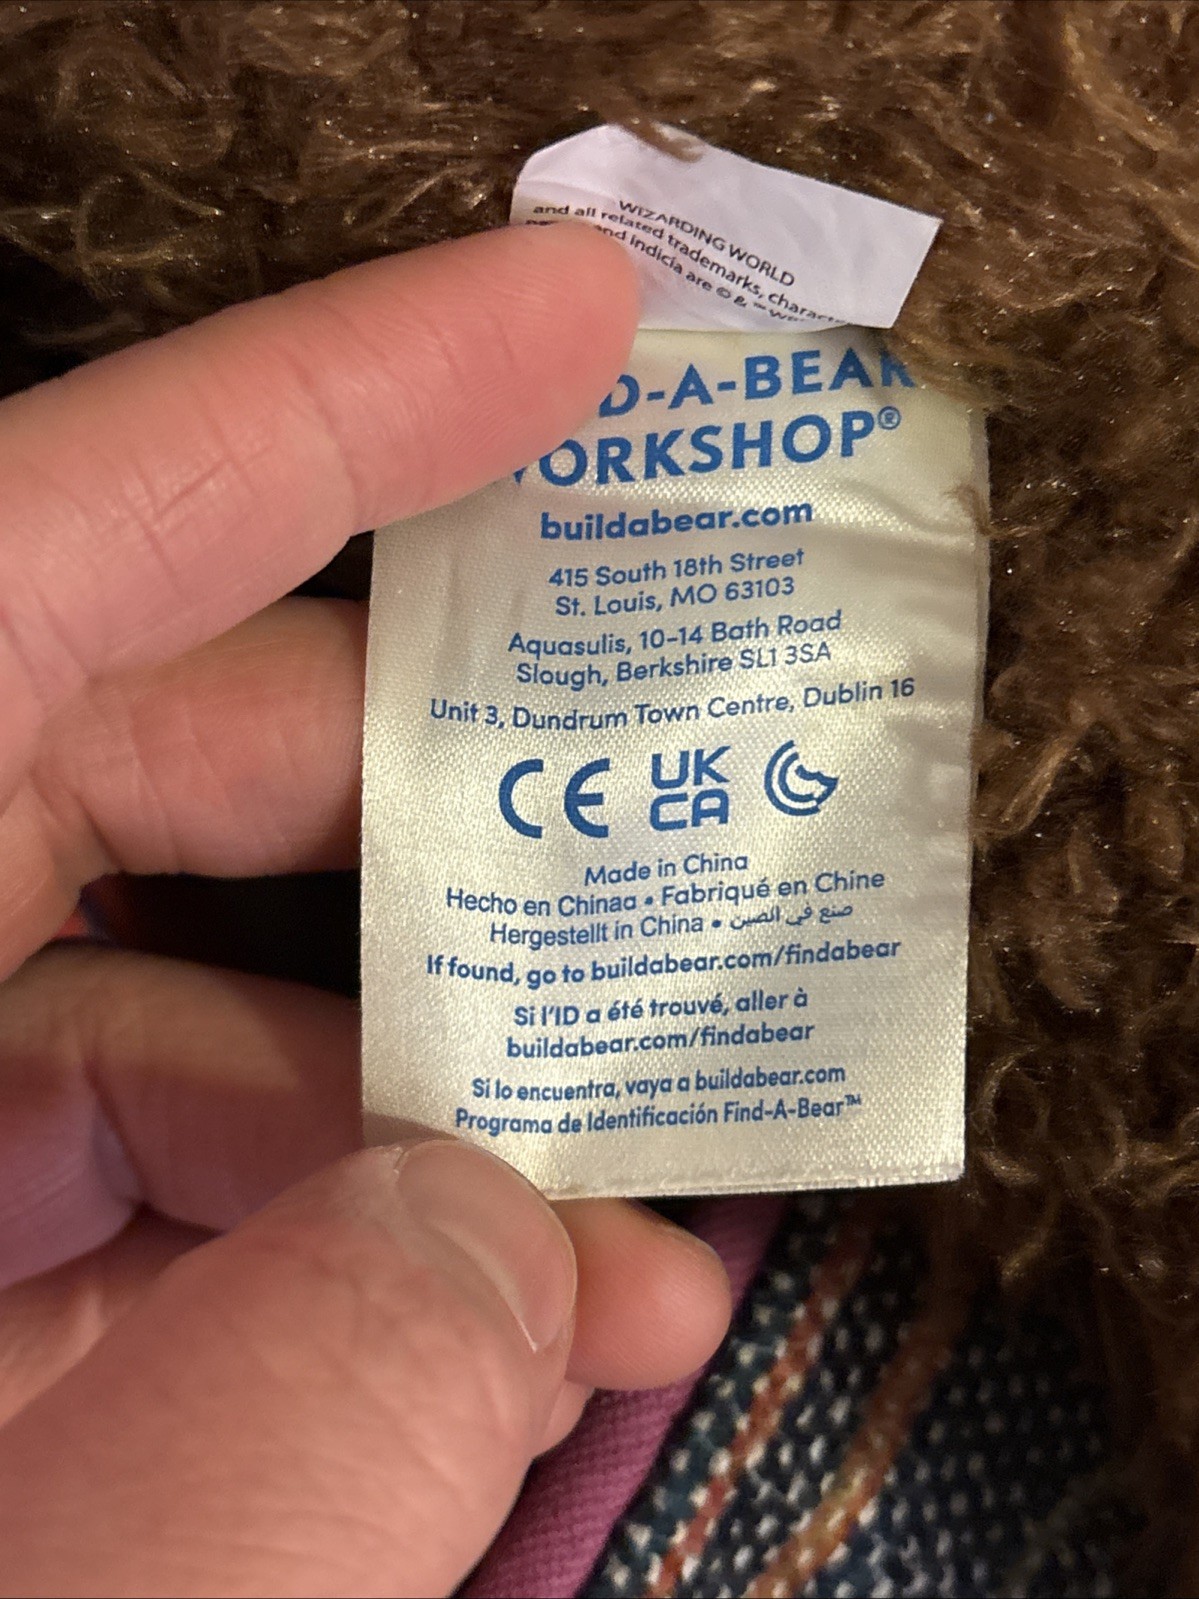 WIZARDING WORLD
and all related trademarks,
and indicia are © & ™
D-A-BEAR
WORKSHOP®
buildabear.com
415 South 18th Street
St. Louis, MO 63103
Aquasulis, 10-14 Bath Road
Slough, Berkshire SL1 3SA
Unit 3, Dundrum Town Centre, Dublin 16
CE UK
CA
Made in China
Hecho en Chinaa • Fabriqué en Chine
Hergestellt in China • صنع في الصين
If found, go to buildabear.com/findabear
Si l'ID a été trouvé, aller à
buildabear.com/findabear
Si lo encuentra, vaya a buildabear.com
Programa de Identificación Find-A-Bear™